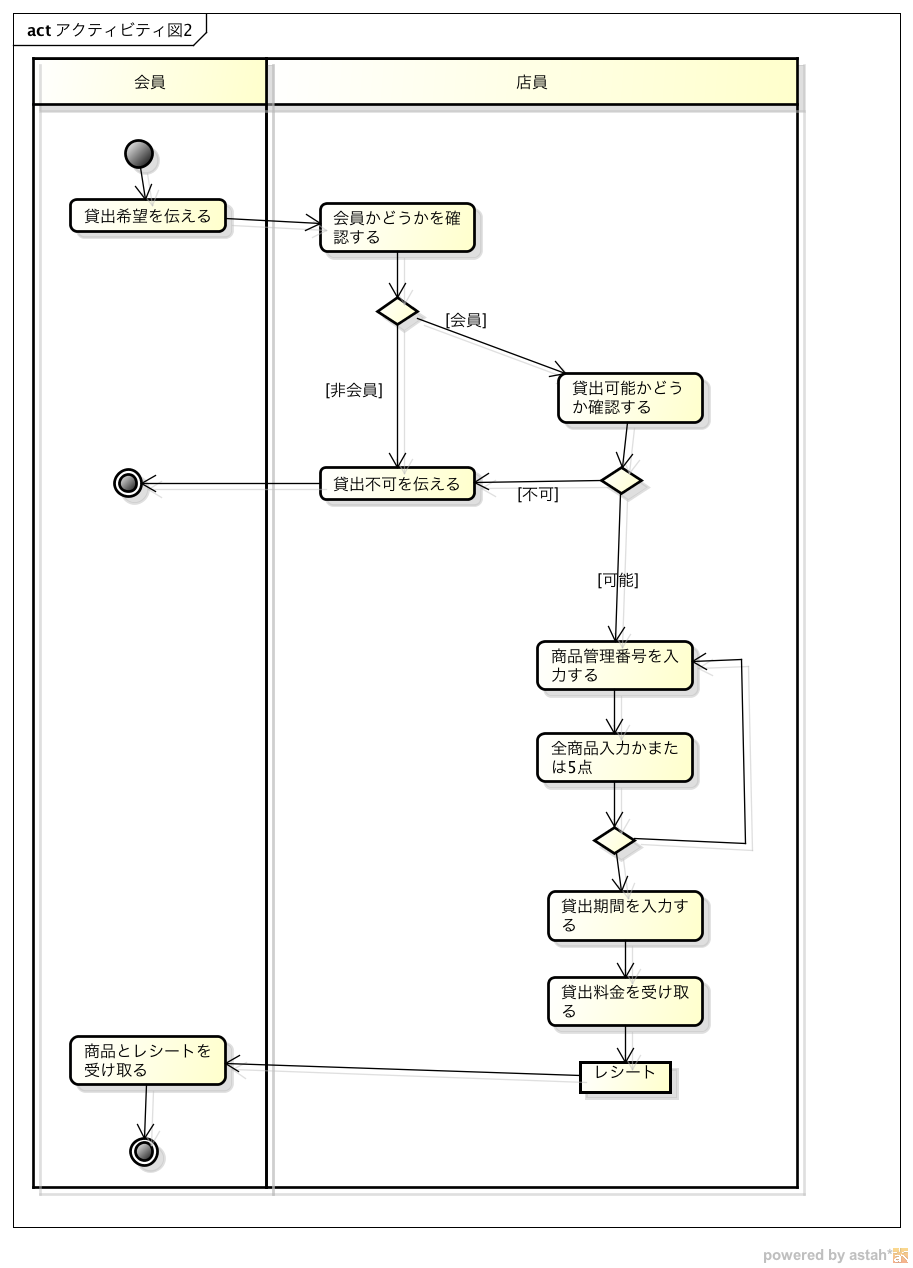 act アクティビティ図2
会員
店員
貸出希望を伝える
会員かどうかを確
認する
[会員]
[非会員]
貸出可能かどう
か確認する
貸出不可を伝える
[不可]
[可能]
商品管理番号を入
力する
全商品入力かまた
は5点
貸出期間を入力す
る
貸出料金を受け取
る
商品とレシートを
受け取る
レシート
powered by astah*